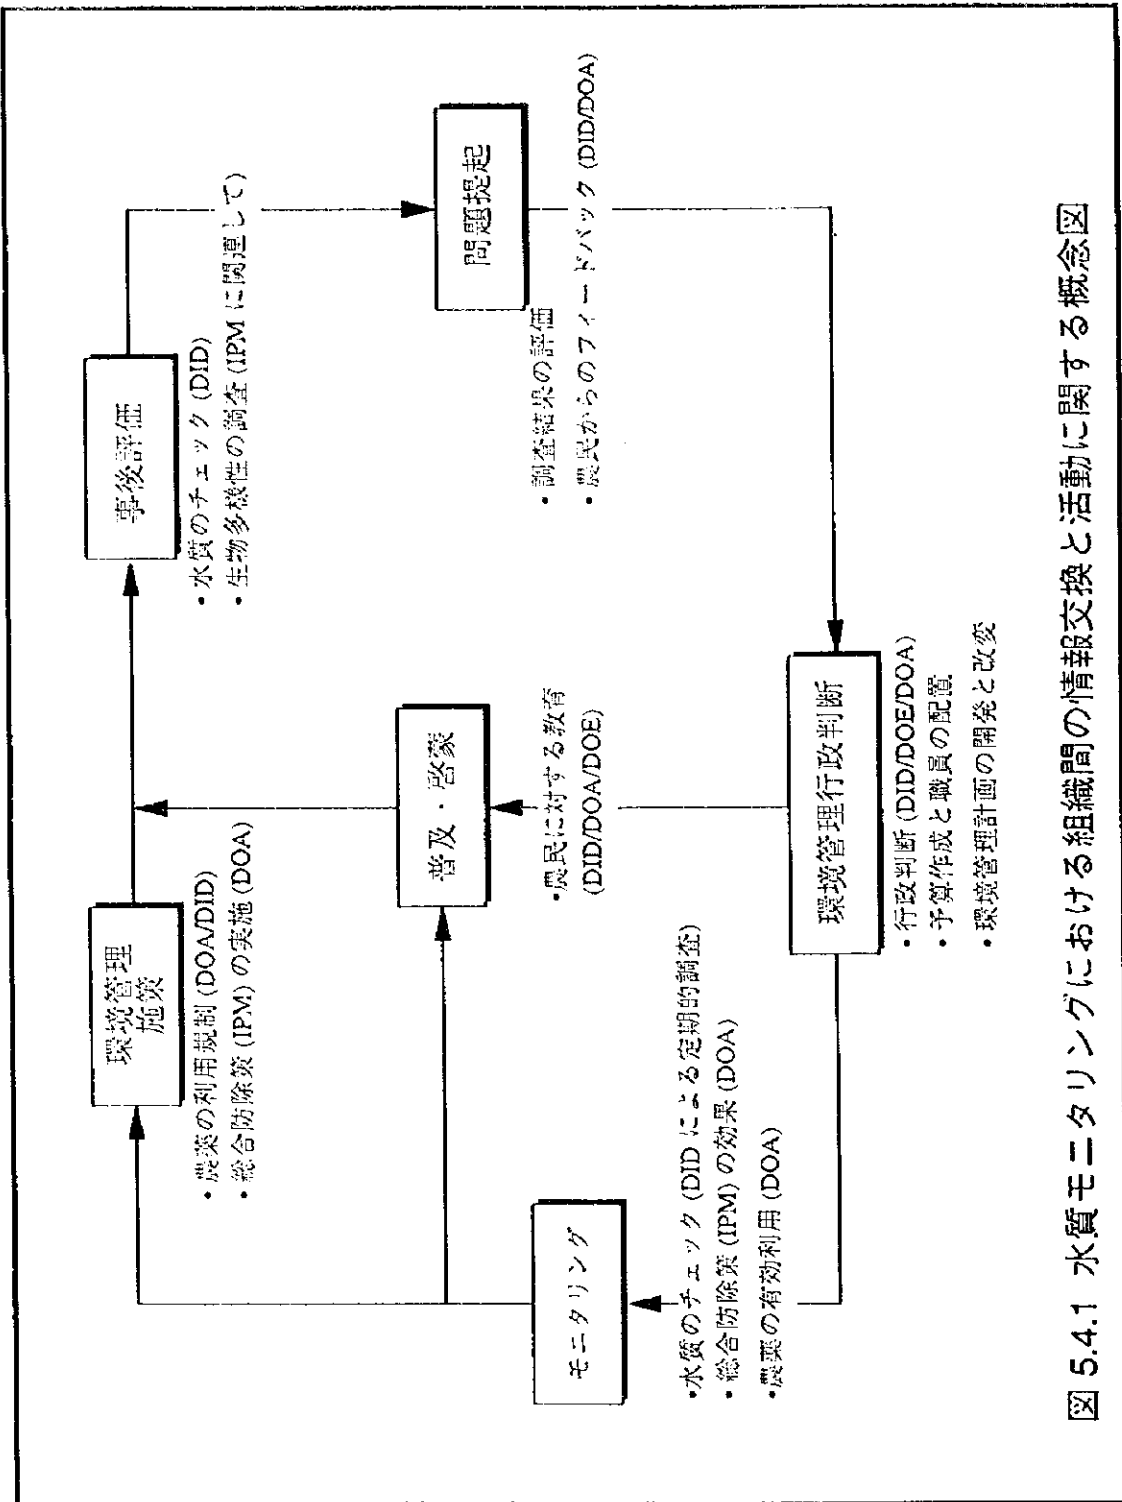 環境管理
施策
・農薬の利用規制 (DOA/DID)
・総合防除策 (IPM) の実施 (DOA)
事後評価
・水質のチェック (DID)
・生物多様性の調査 (IPM に関連して)
モニタリング
・水質のチェック (DID による定期的調査)
・総合防除策 (IPM) の効果 (DOA)
・農薬の有効利用 (DOA)
普及・啓蒙
・農民に対する教育
(DID/DOA/DOE)
問題提起
・調査結果の評価
・農民からのフィードバック (DID/DOA)
環境管理行政判断
・行政判断 (DID/DOE/DOA)
・予算作成と職員の配置
・環境管理計画の開発と改変
図 5.4.1 水質モニタリングにおける組織間の情報交換と活動に関する概念図